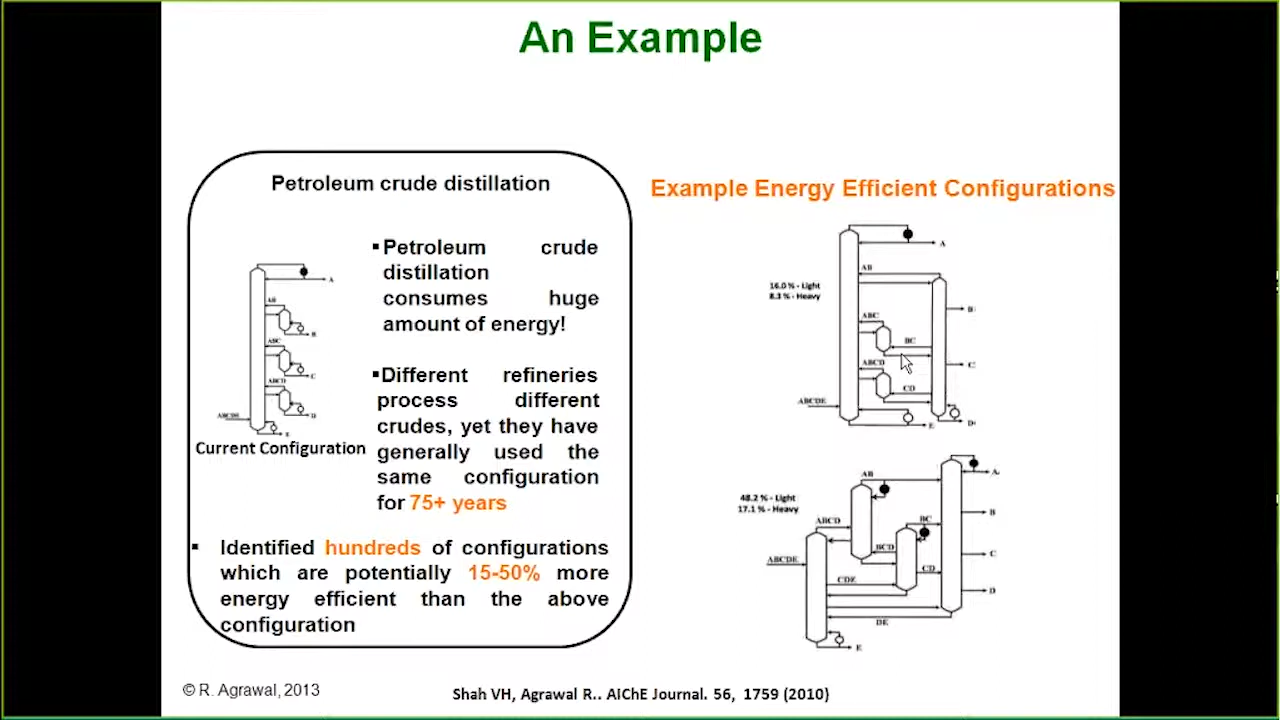 An Example
Petroleum crude distillation
▪Petroleum crude
distillation
consumes huge
amount of energy!
▪Different refineries
process different
crudes, yet they have
generally used the
same configuration
for 75+ years
A
AB
B
ABC
C
ABCD
D
ABCDE
E
Current Configuration
▪ Identified hundreds of configurations
which are potentially 15-50% more
energy efficient than the above
configuration
Example Energy Efficient Configurations
A
AB
16.0 % - Light
8.3 % - Heavy
B
ABC
BC
ABCD
C
CD
ABCDE
E
D
AB
A
48.2 % - Light
17.1 % - Heavy
ABCD
BC
B
BCD
ABCDE
C
CD
CDE
D
DE
E
© R. Agrawal, 2013
Shah VH, Agrawal R.. AIChE Journal. 56, 1759 (2010)